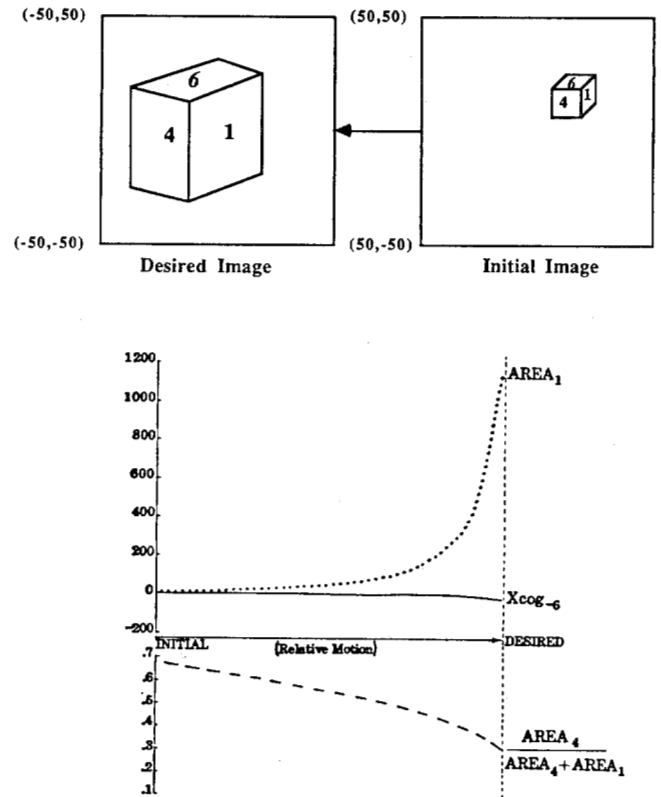 (-50,50)
(50,50)
6
4
1
6
4
1
(-50,-50)
(50,-50)
Desired Image
Initial Image
1200
AREA1
1000
800
600
400
200
0
Xcog-6
-200
INITIAL
(Relative Motion)
DESIRED
.7
.6
.5
.4
.3
.2
.1
AREA4
AREA4+AREA1